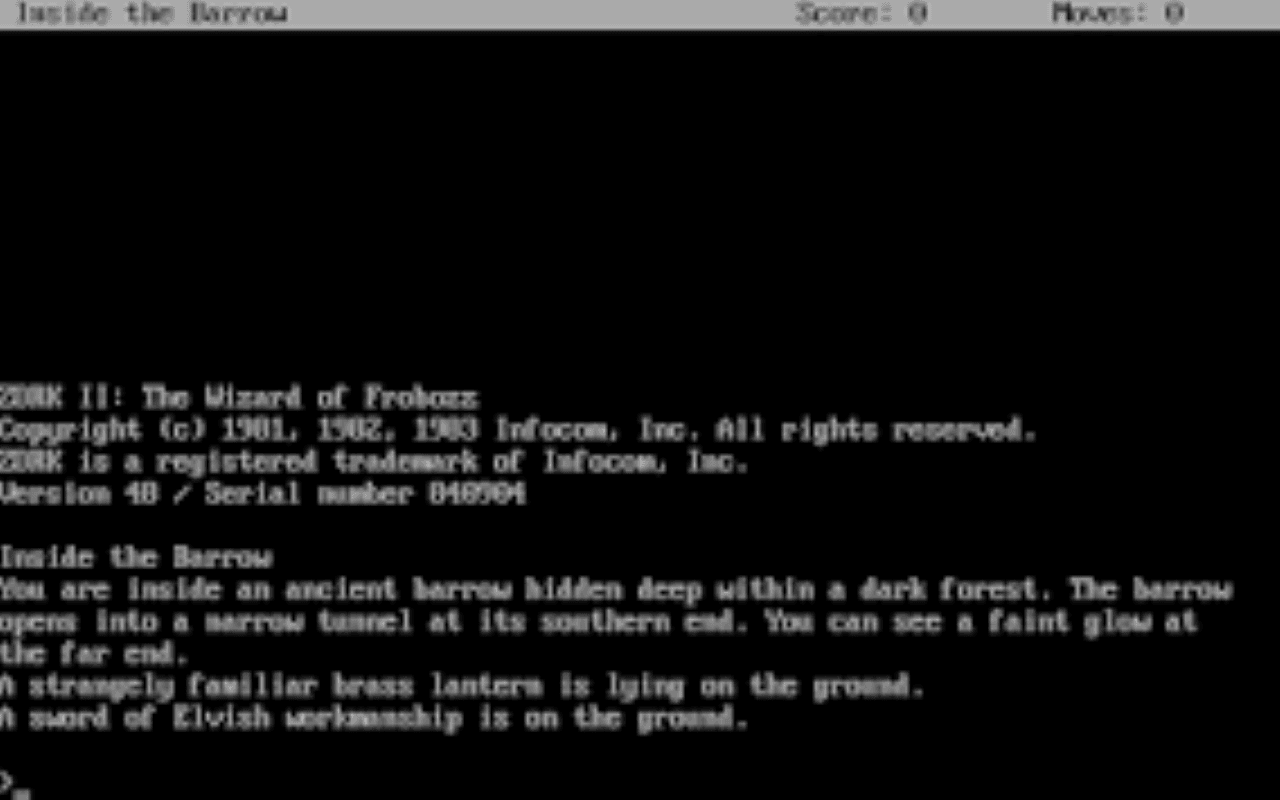 Inside the Barrow Score: 0 Moves: 0
ZORK II: The Wizard of Frobozz
Copyright (c) 1981, 1982, 1983 Infocom, Inc. All rights reserved.
ZORK is a registered trademark of Infocom, Inc.
Version 48 / Serial number 840904
Inside the Barrow
You are inside an ancient barrow hidden deep within a dark forest. The barrow
opens into a narrow tunnel at its southern end. You can see a faint glow at
the far end.
A strangely familiar brass lantern is lying on the ground.
A sword of Elvish workmanship is on the ground.
>_